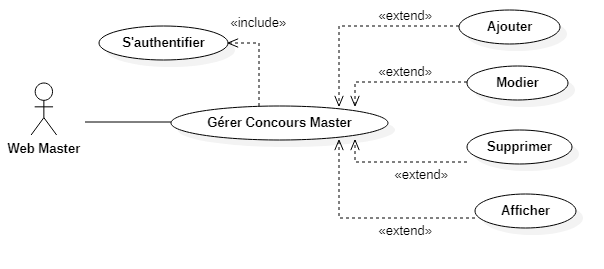 «extend»
Ajouter
«include»
S'authentifier
«extend»
Modier
Gérer Concours Master
Web Master
Supprimer
«extend»
Afficher
«extend»